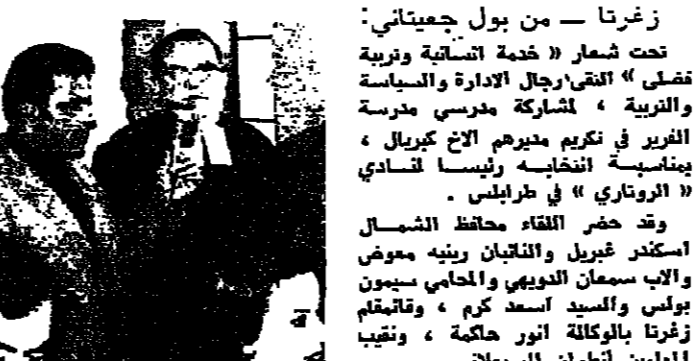 زغرتا — من بول جعيتاني:
تحت شعار « خدمة انسانية وتربية
فضلى » التقى رجال الادارة والسياسة
والتربية ، لمشاركة مدرسي مدرسة
الفرير في تكريم مديرهم الاخ كبريال ،
بمناسبة انتخابه رئيسا لنادي
« الروتاري » في طرابلس .
وقد حضر اللقاء محافظ الشمال
اسكندر غبريل والنائبان رينيه معوض
والاب سمعان الدويهي والمحامي سيمون
بولس والسيد اسعد كرم ، وقائمقام
زغرتا بالوكالة انور حاكمة ، ونقيب